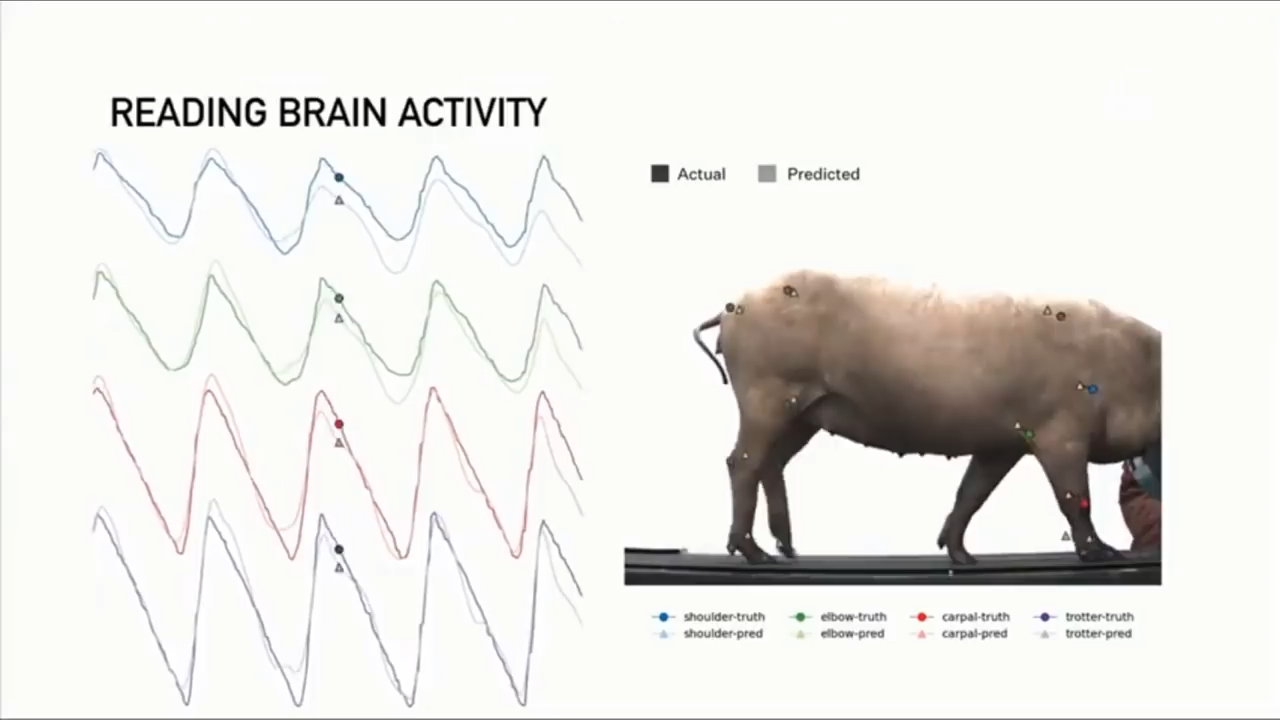 READING BRAIN ACTIVITY
Actual Predicted
shoulder-truth elbow-truth carpal-truth trotter-truth
shoulder-pred elbow-pred carpal-pred trotter-pred